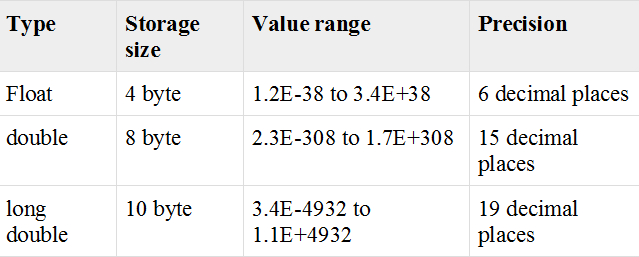 Type Storage size Value range Precision
Float 4 byte 1.2E-38 to 3.4E+38 6 decimal places
double 8 byte 2.3E-308 to 1.7E+308 15 decimal places
long double 10 byte 3.4E-4932 to 1.1E+4932 19 decimal places